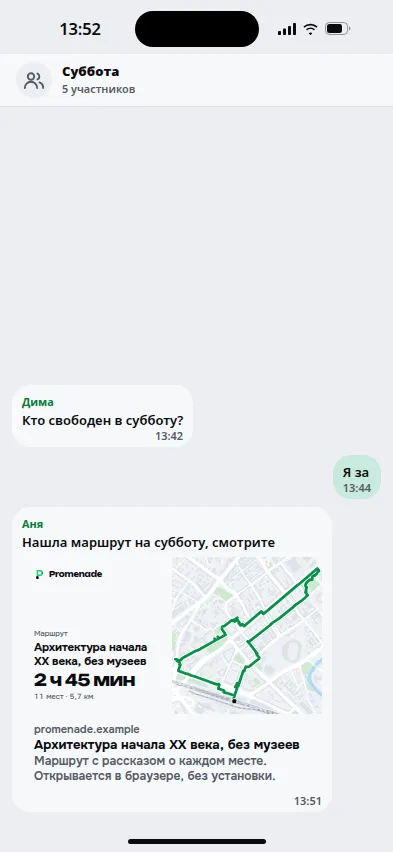 13:52
Суббота
5 участников
Дима
Кто свободен в субботу?
13:42
Я за
13:44
Аня
Нашла маршрут на субботу, смотрите
Promenade
Маршрут
Архитектура начала
XX века, без музеев
2 ч 45 мин
11 мест · 5,7 км
promenade.example
Архитектура начала XX века, без музеев
Маршрут с рассказом о каждом месте.
Открывается в браузере, без установки.
13:51